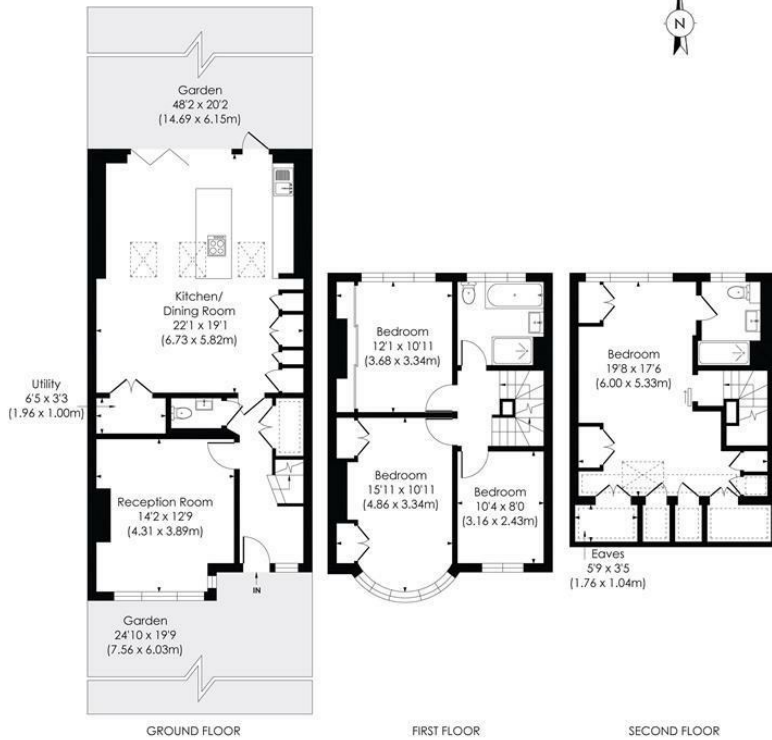 N
Garden
48'2 x 20'2
(14.69 x 6.15m)
Kitchen/
Dining Room
22'1 x 19'1
(6.73 x 5.82m)
Utility
6'5 x 3'3
(1.96 x 1.00m)
Reception Room
14'2 x 12'9
(4.31 x 3.89m)
IN
Garden
24'10 x 19'9
(7.56 x 6.03m)
GROUND FLOOR
Bedroom
12'1 x 10'11
(3.68 x 3.34m)
Bedroom
15'11 x 10'11
(4.86 x 3.34m)
Bedroom
10'4 x 8'0
(3.16 x 2.43m)
FIRST FLOOR
Bedroom
19'8 x 17'6
(6.00 x 5.33m)
Eaves
5'9 x 3'5
(1.76 x 1.04m)
SECOND FLOOR